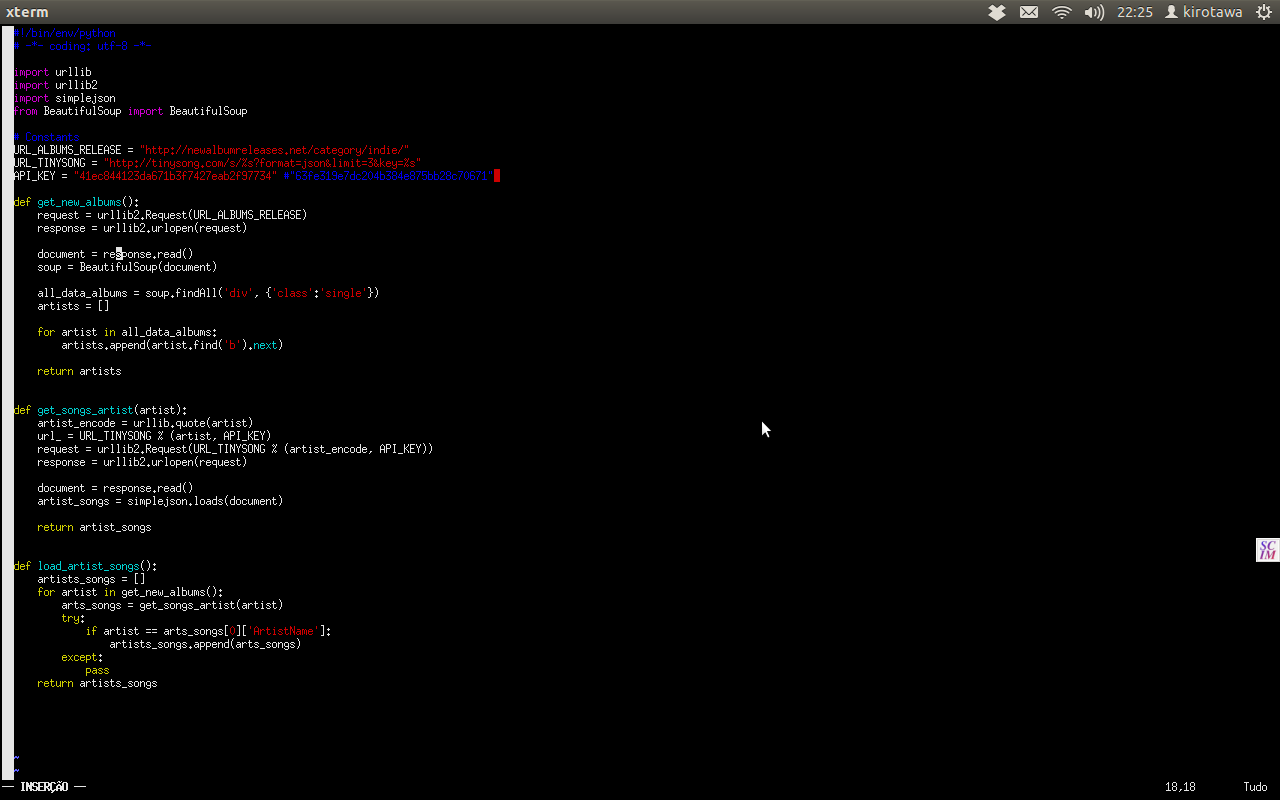 xterm
22:25 kirotawa
#!/bin/env/python
# -*- coding: utf-8 -*-
import urllib
import urllib2
import simplejson
from BeautifulSoup import BeautifulSoup
# Constants
URL_ALBUMS_RELEASE = "http://newalbumreleases.net/category/indie/"
URL_TINYSONG = "http://tinysong.com/s/%s?format=json&limit=3&key=%s"
API_KEY =
def get_new_albums():
    request = urllib2.Request(URL_ALBUMS_RELEASE)
    response = urllib2.urlopen(request)
    document = response.read()
    soup = BeautifulSoup(document)
    all_data_albums = soup.findAll('div', {'class':'single'})
    artists = []
    for artist in all_data_albums:
        artists.append(artist.find('b').next)
    return artists
def get_songs_artist(artist):
    artist_encode = urllib.quote(artist)
    url_ = URL_TINYSONG % (artist, API_KEY)
    request = urllib2.Request(URL_TINYSONG % (artist_encode, API_KEY))
    response = urllib2.urlopen(request)
    document = response.read()
    artist_songs = simplejson.loads(document)
    return artist_songs
SC
IM
def load_artist_songs():
    artists_songs = []
    for artist in get_new_albums():
        arts_songs = get_songs_artist(artist)
        try:
            if artist == arts_songs[0]['ArtistName']:
                artists_songs.append(arts_songs)
        except:
            pass
    return artists_songs
~
~
-- INSERÇÃO -- 18,18 Tudo